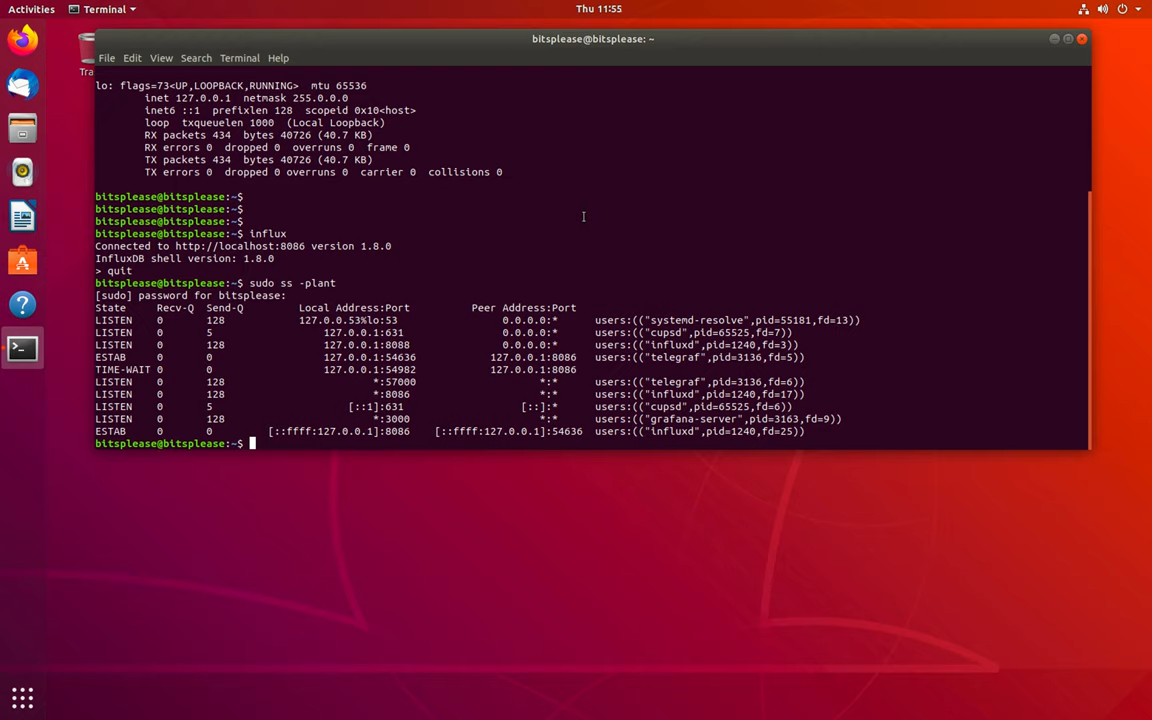 Activities Terminal Thu 11:55
bitsplease@bitsplease: ~
File Edit View Search Terminal Help
lo: flags=73<UP,LOOPBACK,RUNNING>  mtu 65536
        inet 127.0.0.1  netmask 255.0.0.0
        inet6 ::1  prefixlen 128  scopeid 0x10<host>
        loop  txqueuelen 1000  (Local Loopback)
        RX packets 434  bytes 40726 (40.7 KB)
        RX errors 0  dropped 0  overruns 0  frame 0
        TX packets 434  bytes 40726 (40.7 KB)
        TX errors 0  dropped 0 overruns 0  carrier 0  collisions 0
bitsplease@bitsplease:~$
bitsplease@bitsplease:~$
bitsplease@bitsplease:~$
bitsplease@bitsplease:~$ influx
Connected to http://localhost:8086 version 1.8.0
InfluxDB shell version: 1.8.0
> quit
bitsplease@bitsplease:~$ sudo ss -plant
[sudo] password for bitsplease:
State Recv-Q Send-Q Local Address:Port Peer Address:Port
LISTEN 0 128 127.0.0.53%lo:53 0.0.0.0:* users:(("systemd-resolve",pid=55181,fd=13))
LISTEN 0 5 127.0.0.1:631 0.0.0.0:* users:(("cupsd",pid=65525,fd=7))
LISTEN 0 128 127.0.0.1:8088 0.0.0.0:* users:(("influxd",pid=1240,fd=3))
ESTAB 0 0 127.0.0.1:54636 127.0.0.1:8086 users:(("telegraf",pid=3136,fd=5))
TIME-WAIT 0 0 127.0.0.1:54982 127.0.0.1:8086
LISTEN 0 128 *:57000 *:* users:(("telegraf",pid=3136,fd=6))
LISTEN 0 128 *:8086 *:* users:(("influxd",pid=1240,fd=17))
LISTEN 0 5 [::1]:631 [::]:* users:(("cupsd",pid=65525,fd=6))
LISTEN 0 128 *:3000 *:* users:(("grafana-server",pid=3163,fd=9))
ESTAB 0 0 [::ffff:127.0.0.1]:8086 [::ffff:127.0.0.1]:54636 users:(("influxd",pid=1240,fd=25))
bitsplease@bitsplease:~$
Tra